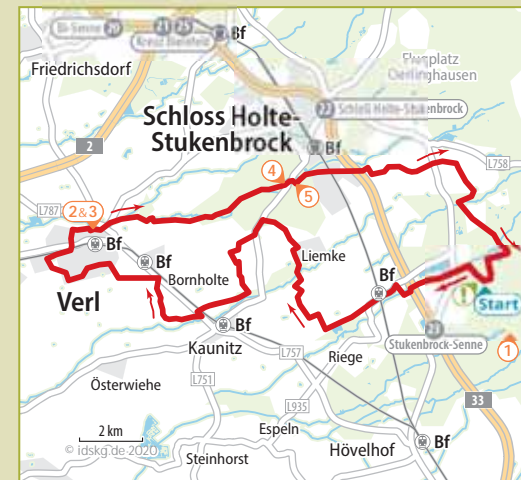 Bi-Senne 20
21 25
Kreuz Bielefeld
Bf
Friedrichsdorf
Flugplatz
Oerlinghausen
22 Schloß Holte-Stukenbrock
Schloss Holte-
Stukenbrock
Bf
2
L758
4
5
L787
2 & 3
Bf
Bf
Bornholte
Liemke
Bf
Verl
Start
Bf
Kaunitz
23
Stukenbrock-Senne
1
L757
Riege
L751
Österwiehe
L935
33
2 km
Espeln
© idskg.de 2020
Steinhorst
Hövelhof
Bf